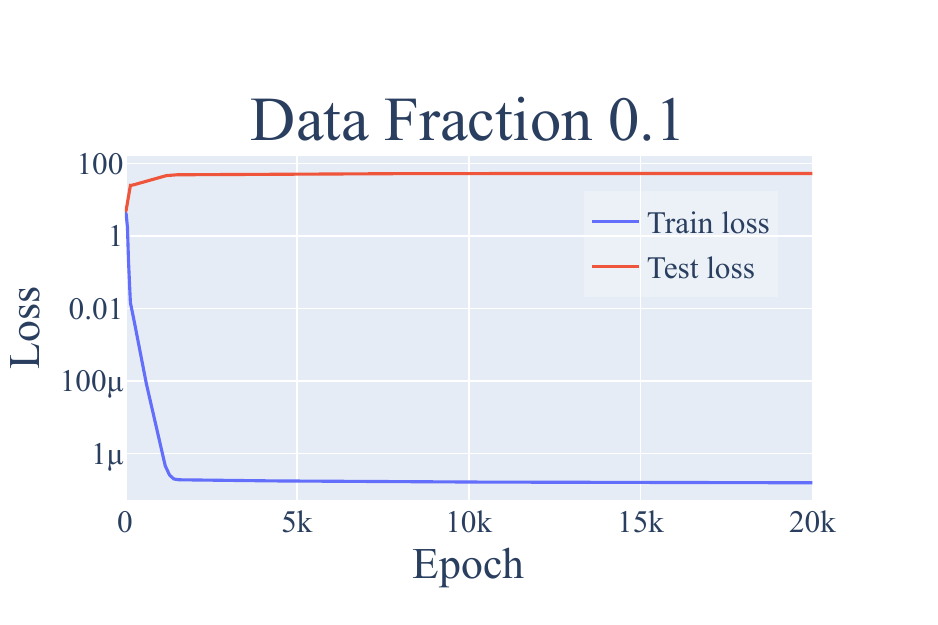 Data Fraction 0.1
Loss
100
1
0.01
100μ
1μ
Train loss
Test loss
0
5k
10k
15k
20k
Epoch